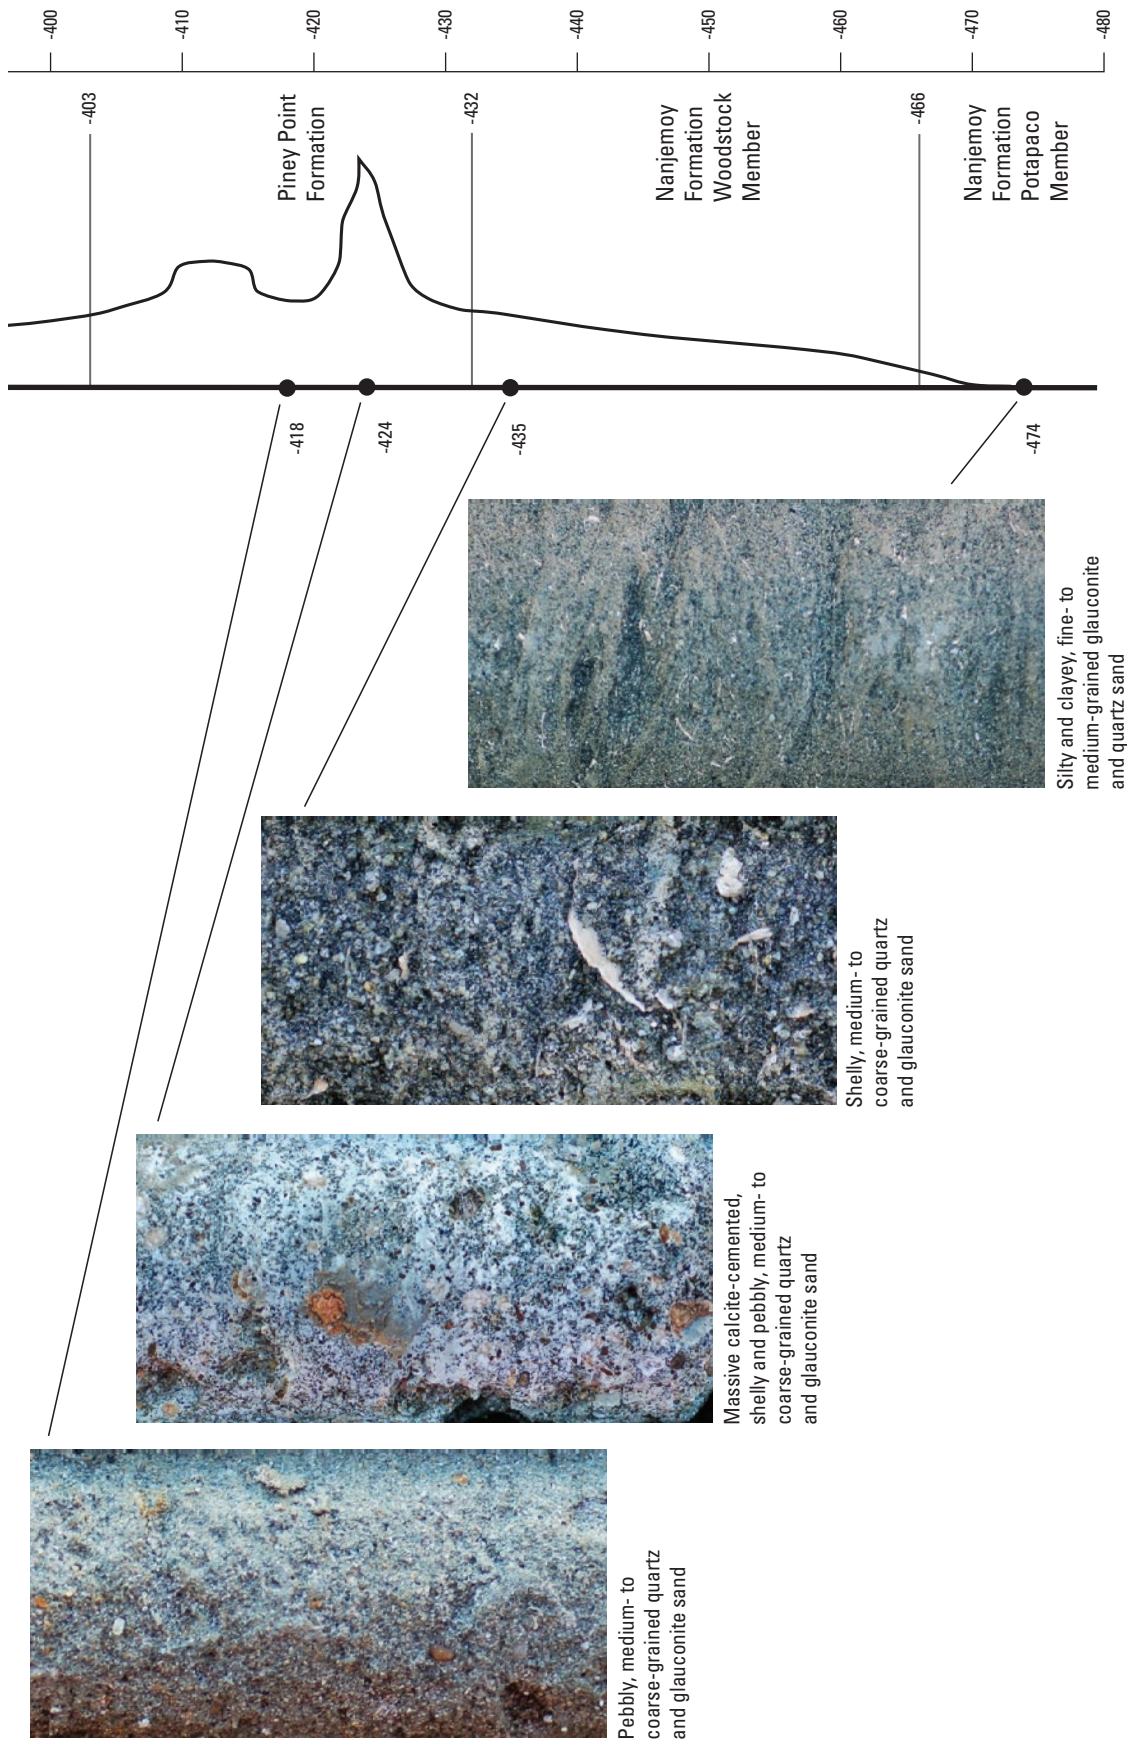 -400
-410
-420
-430
-440
-450
-460
-470
-480
-403
Piney Point
Formation
-432
Nanjemoy
Formation
Woodstock
Member
-466
Nanjemoy
Formation
Potapaco
Member
-418
-424
-435
-474
Silty and clayey, fine- to
medium-grained glauconite
and quartz sand
Shelly, medium- to
coarse-grained quartz
and glauconite sand
Massive calcite-cemented,
shelly and pebbly, medium- to
coarse-grained quartz
and glauconite sand
Pebbly, medium- to
coarse-grained quartz
and glauconite sand